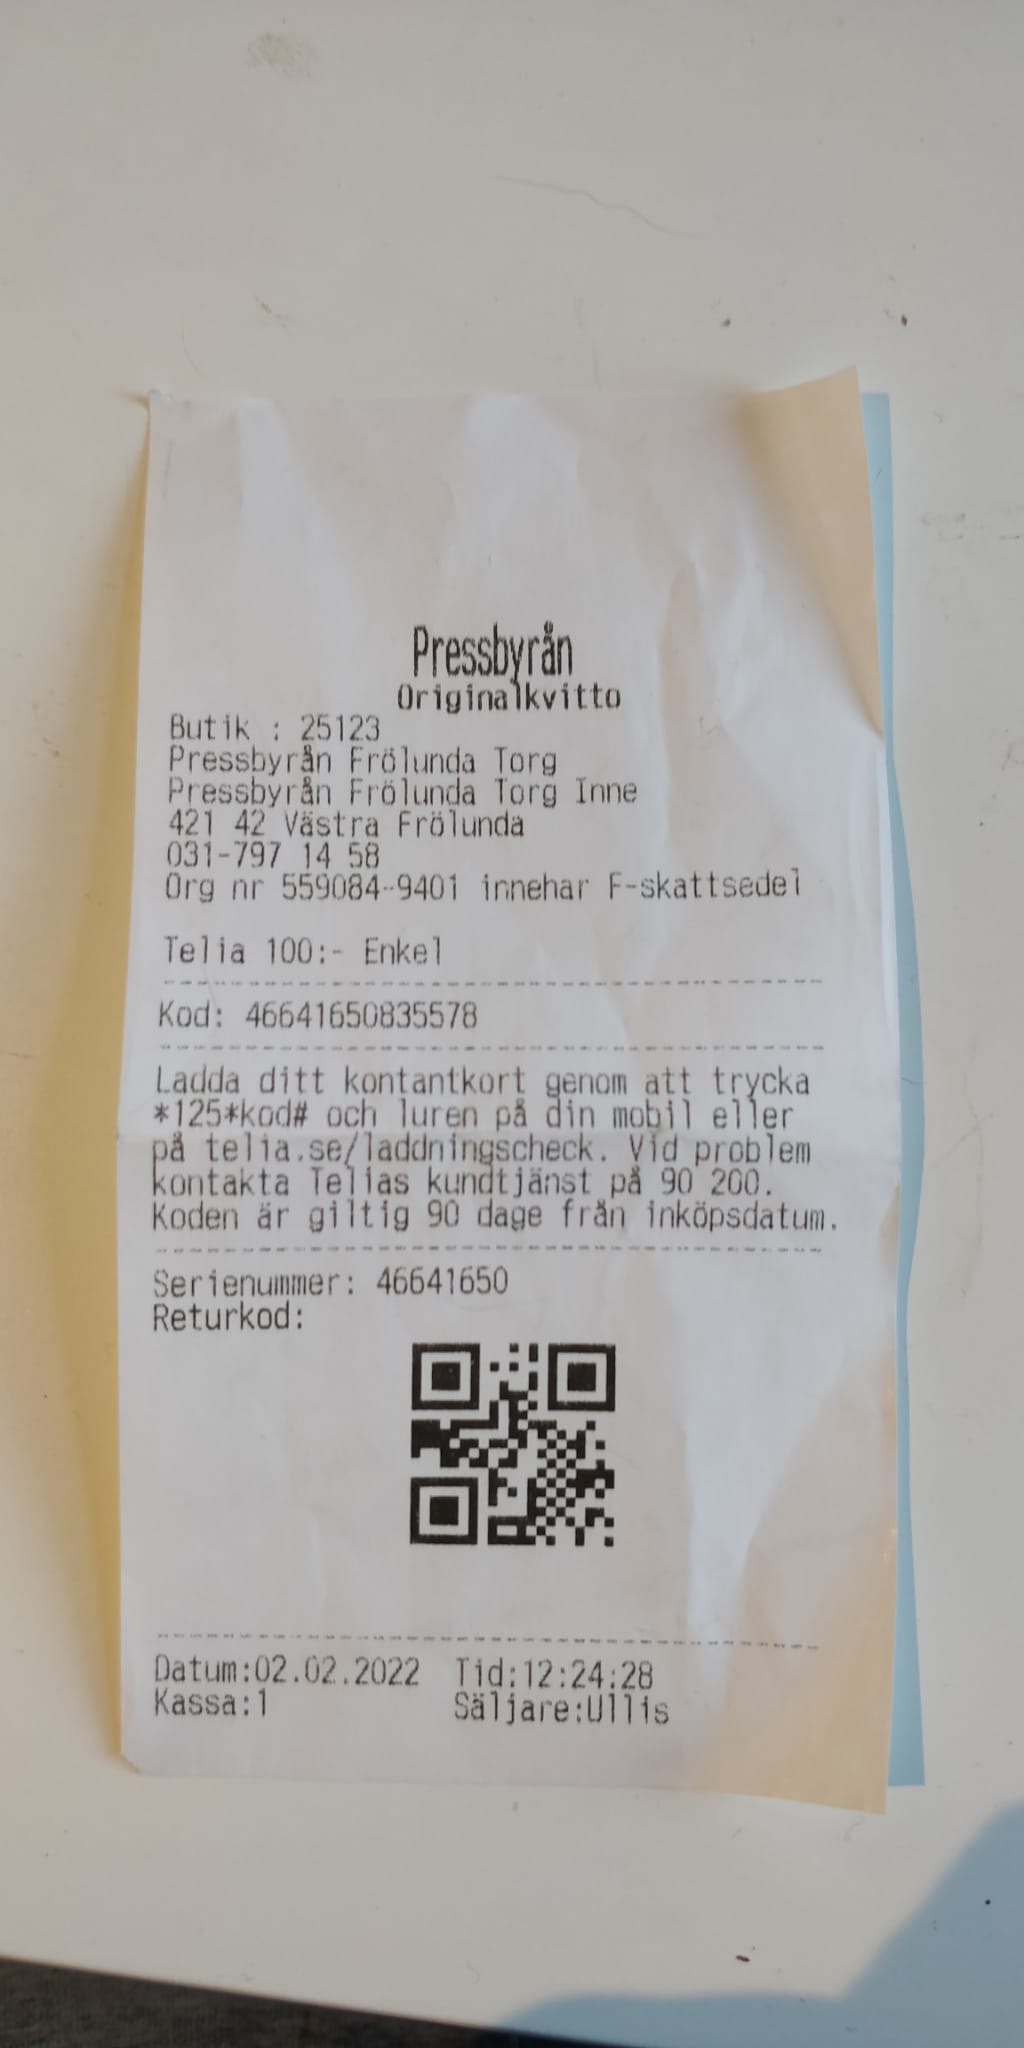 Pressbyrån
Originalkvitto
Butik : 25123
Pressbyrån Frölunda Torg
Pressbyrån Frölunda Torg Inne
421 42 Västra Frölunda
031-797 14 58
Org nr 559084-9401 innehar F-skattsedel
Telia 100:- Enkel
Kod: 46641650835578
Ladda ditt kontantkort genom att trycka
*125*kod# och luren på din mobil eller
på telia.se/laddningscheck. Vid problem
kontakta Telias kundtjänst på 90 200.
Koden är giltig 90 dage från inköpsdatum.
Serienummer: 46641650
Returkod:
Datum:02.02.2022 Tid:12:24:28
Kassa:1 Säljare:Ullis